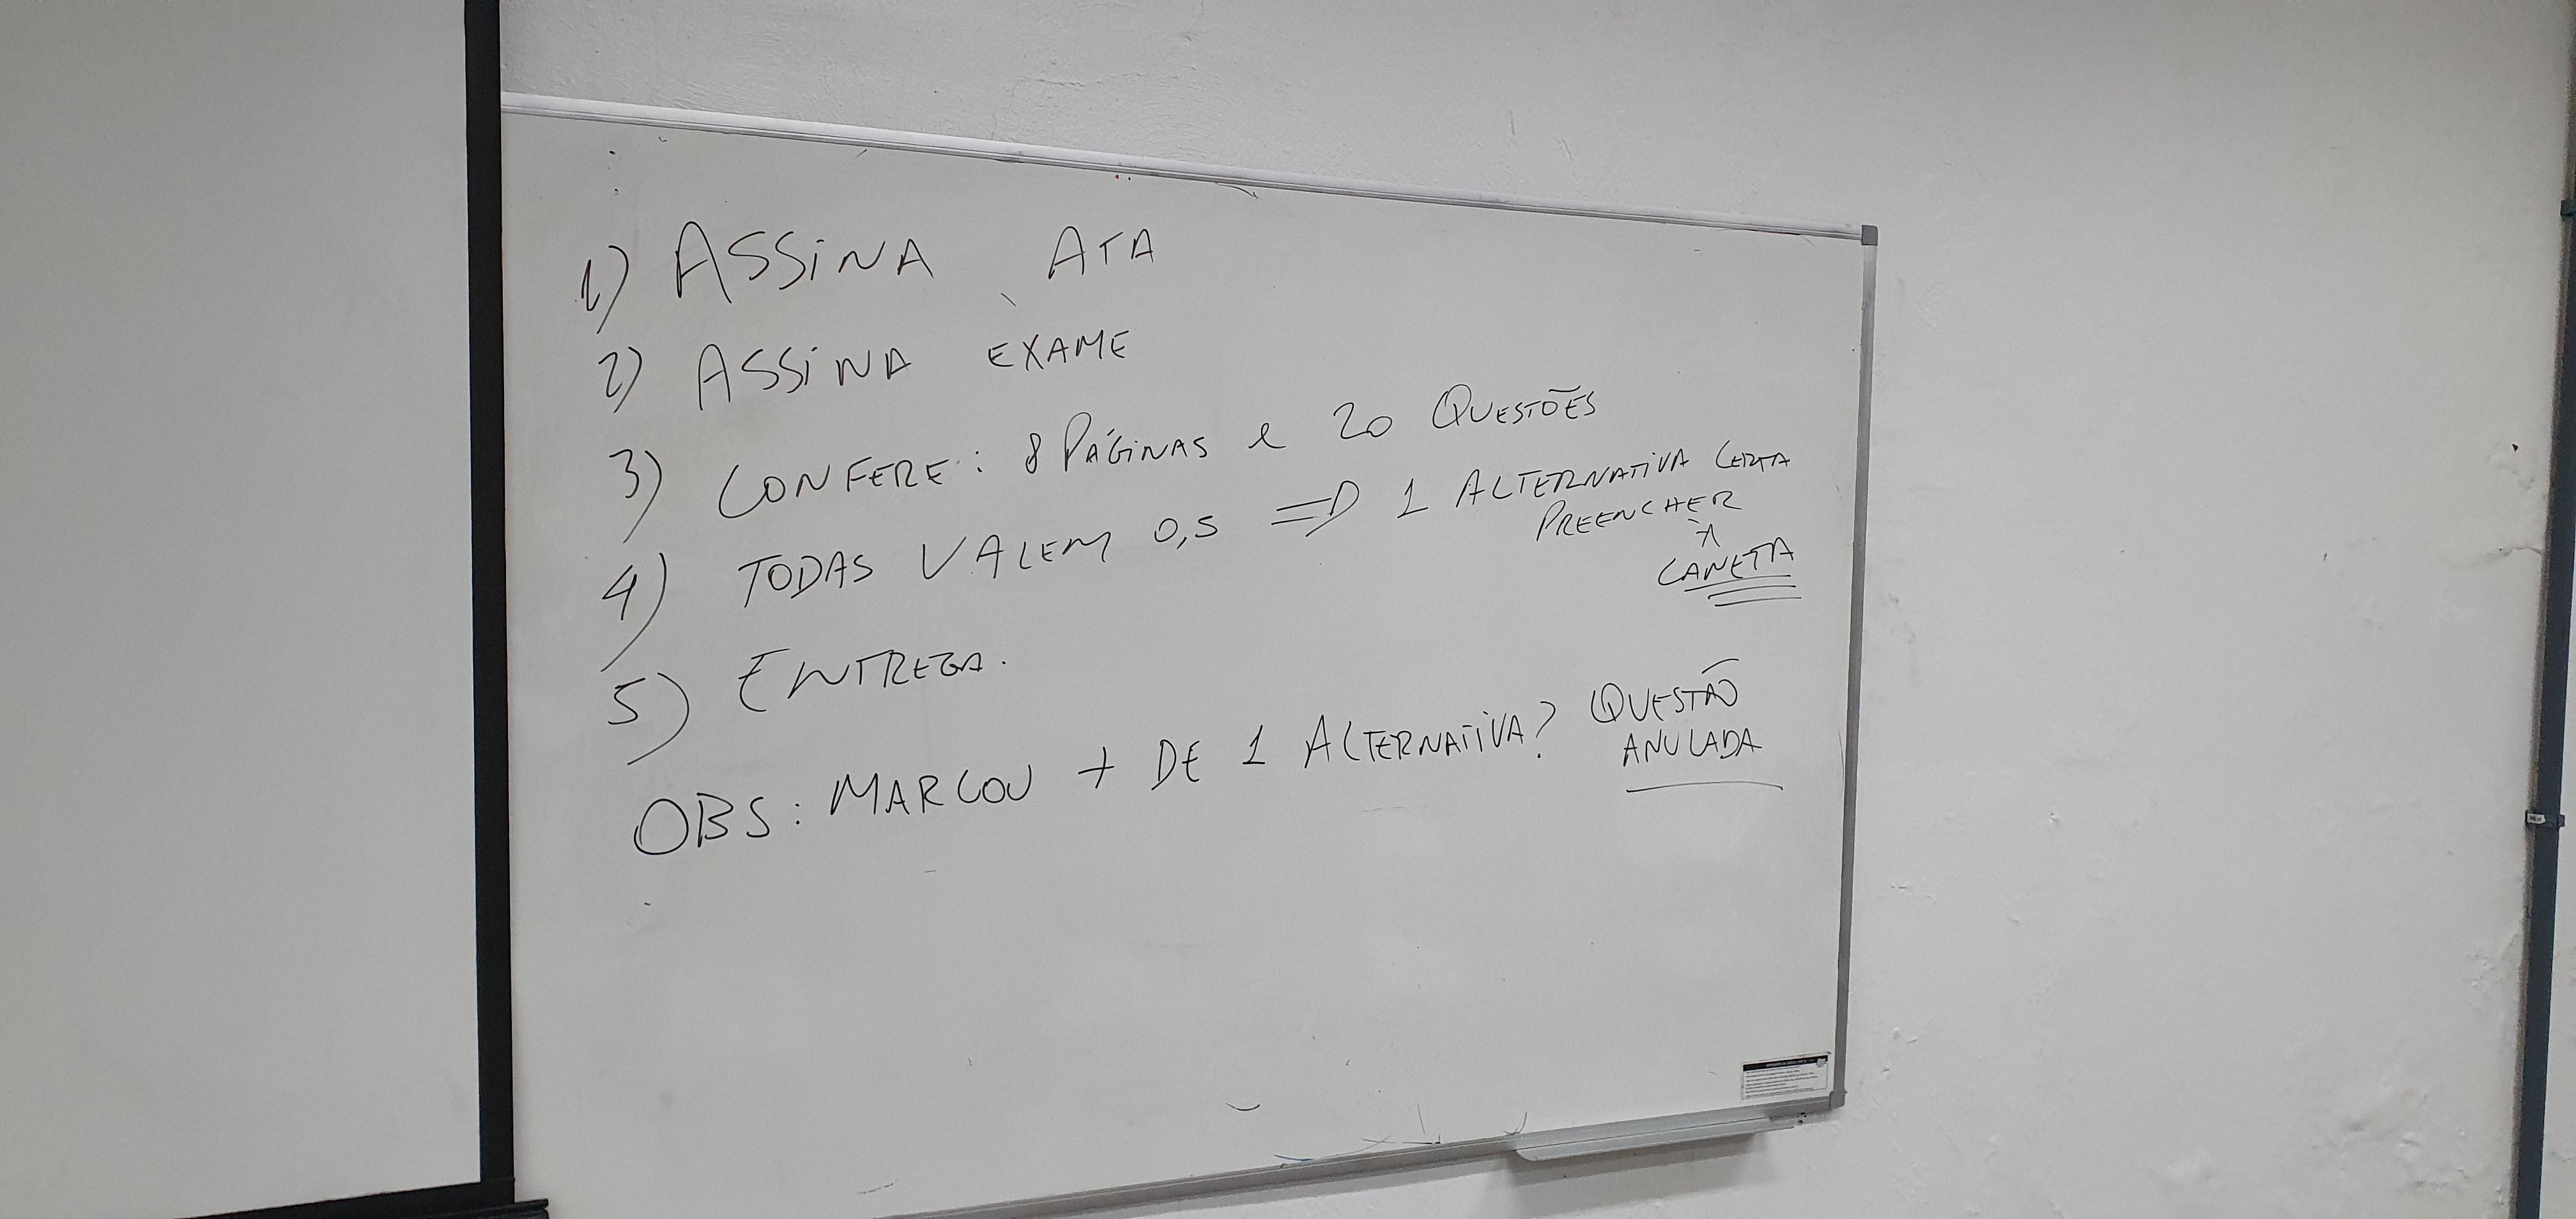 1) ASSINA ATA
2) ASSINA EXAME
3) CONFERE: 8 PÁGINAS e 20 QUESTÕES
4) TODAS VALEM 0,5 => 1 ALTERNATIVA CERTA
PREENCHER
À
CANETA
5) ENTREGA.
OBS: MARCOU + DE 1 ALTERNATIVA? QUESTÃO
ANULADA